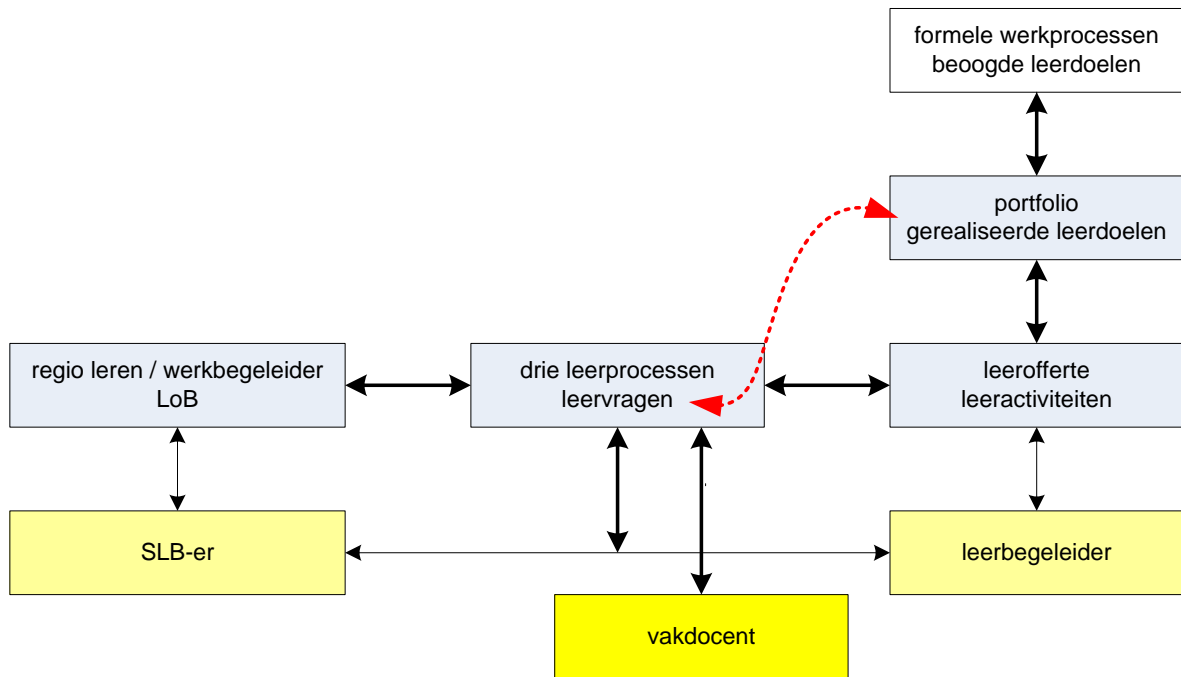 formele werkprocessen
beoogde leerdoelen
portfolio
gerealiseerde leerdoelen
regio leren / werkbegeleider
LoB
drie leerprocessen
leervragen
leerofferte
leeractiviteiten
SLB-er
leerbegeleider
vakdocent